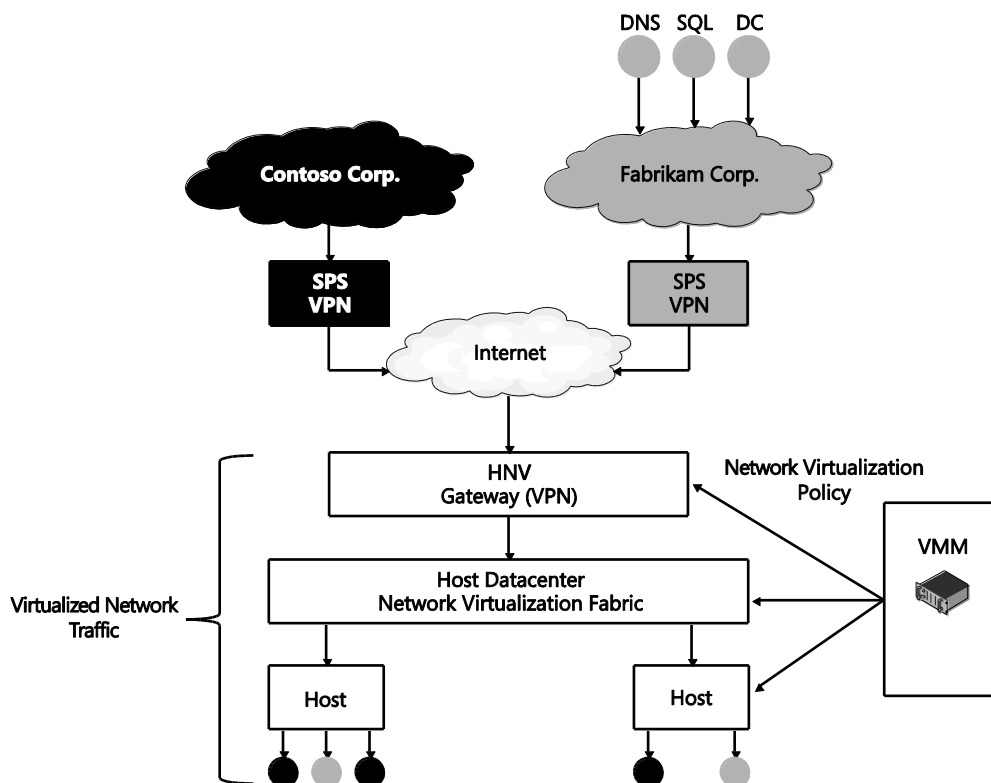 DNS SQL DC
Contoso Corp.
Fabrikam Corp.
SPS
VPN
SPS
VPN
Internet
HNV
Gateway (VPN)
Network Virtualization
Policy
VMM
Host Datacenter
Network Virtualization Fabric
Virtualized Network
Traffic
Host
Host